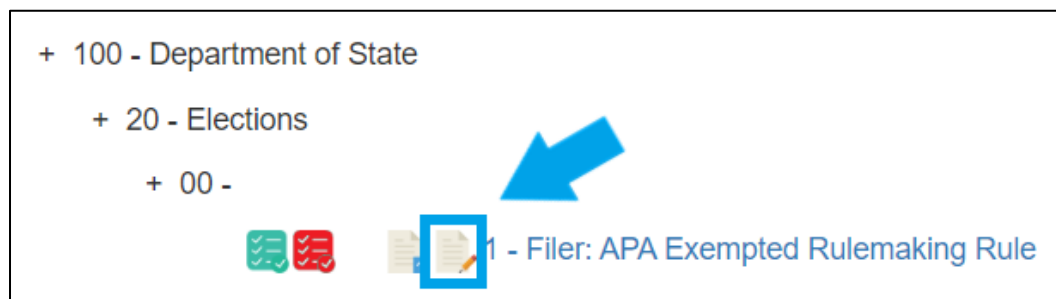 + 100 - Department of State
+ 20 - Elections
+ 00 -
1 - Filer: APA Exempted Rulemaking Rule